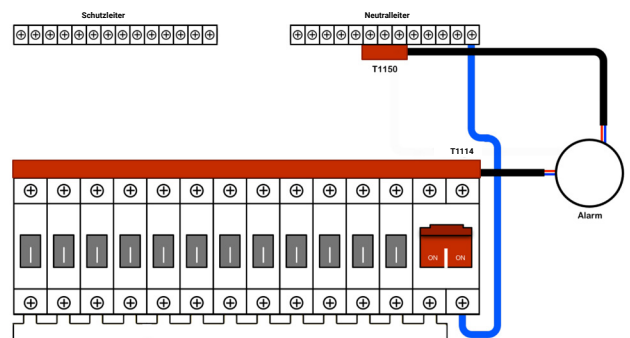 Schutzleiter
Neutralleiter
T1150
T1114
Alarm
ON ON